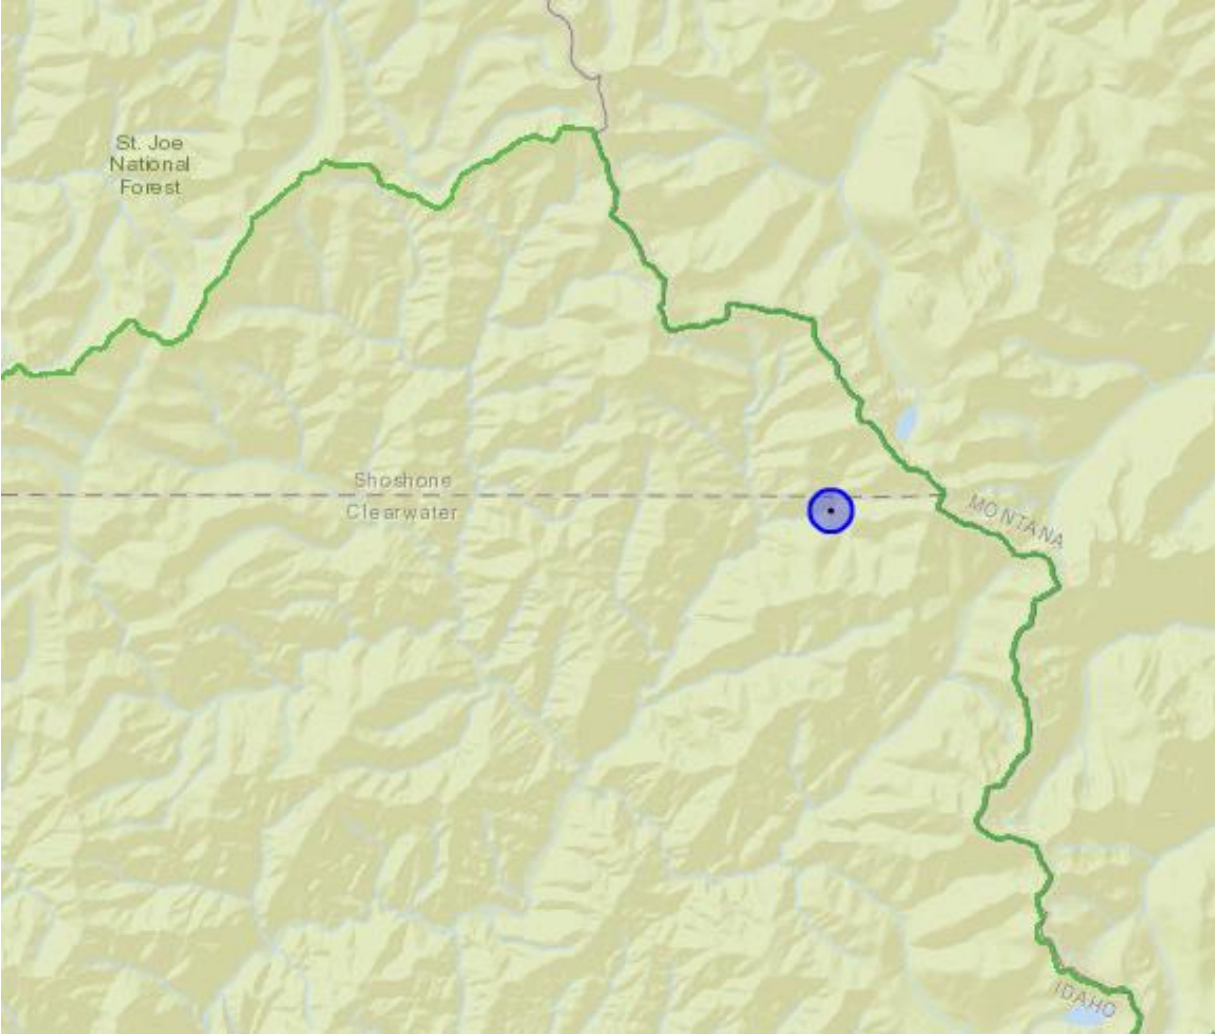 St. Joe
National
Forest
Shoshone
Clearwater
MONTANA
IDAHO